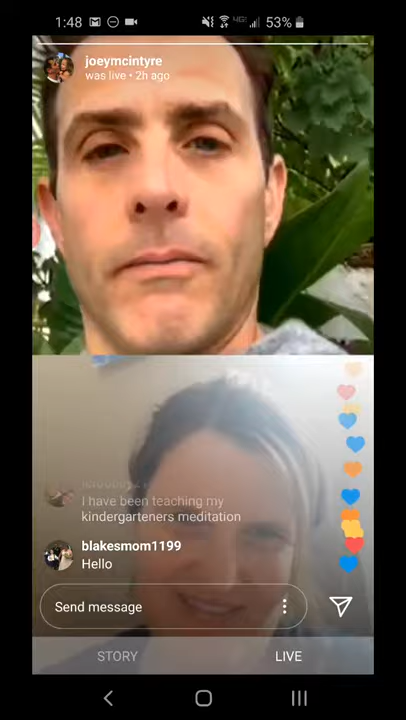 1:48
53%
joeymcintyre
was live • 2h ago
I have been teaching my
kindergarteners meditation
blakesmom1199
Hello
Send message
STORY
LIVE